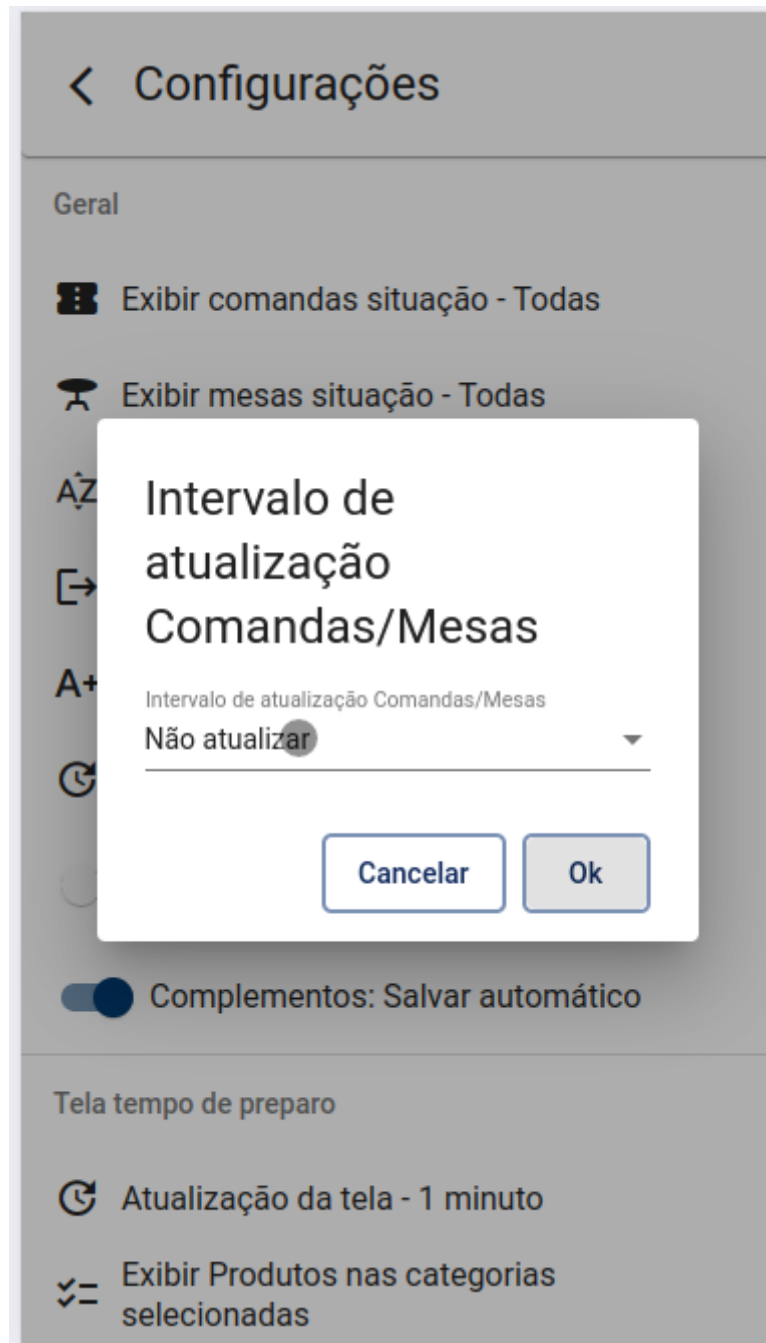 Configurações
Geral
Exibir comandas situação - Todas
Exibir mesas situação - Todas
AZ
Intervalo de
atualização
Comandas/Mesas
A+
Intervalo de atualização Comandas/Mesas
Não atualizar
Cancelar
Ok
Complementos: Salvar automático
Tela tempo de preparo
Atualização da tela - 1 minuto
Exibir Produtos nas categorias
selecionadas